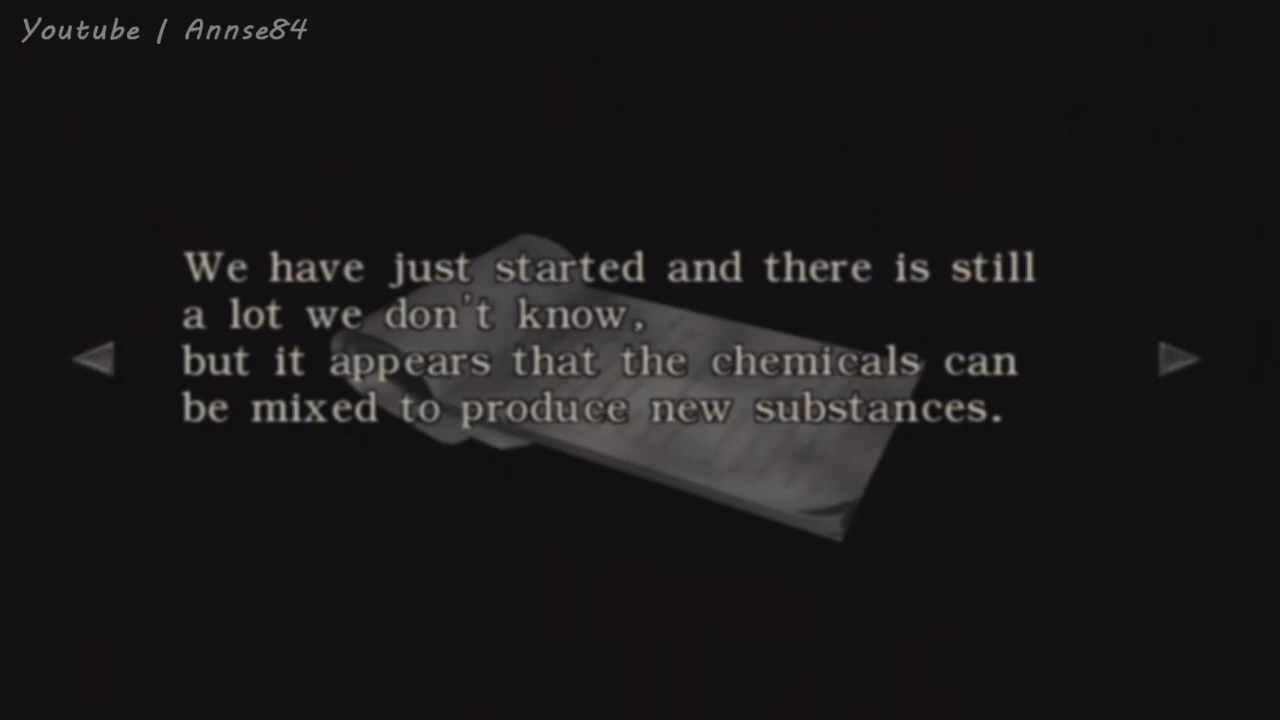 Youtube / Annse84
We have just started and there is still
a lot we don't know,
but it appears that the chemicals can
be mixed to produce new substances.